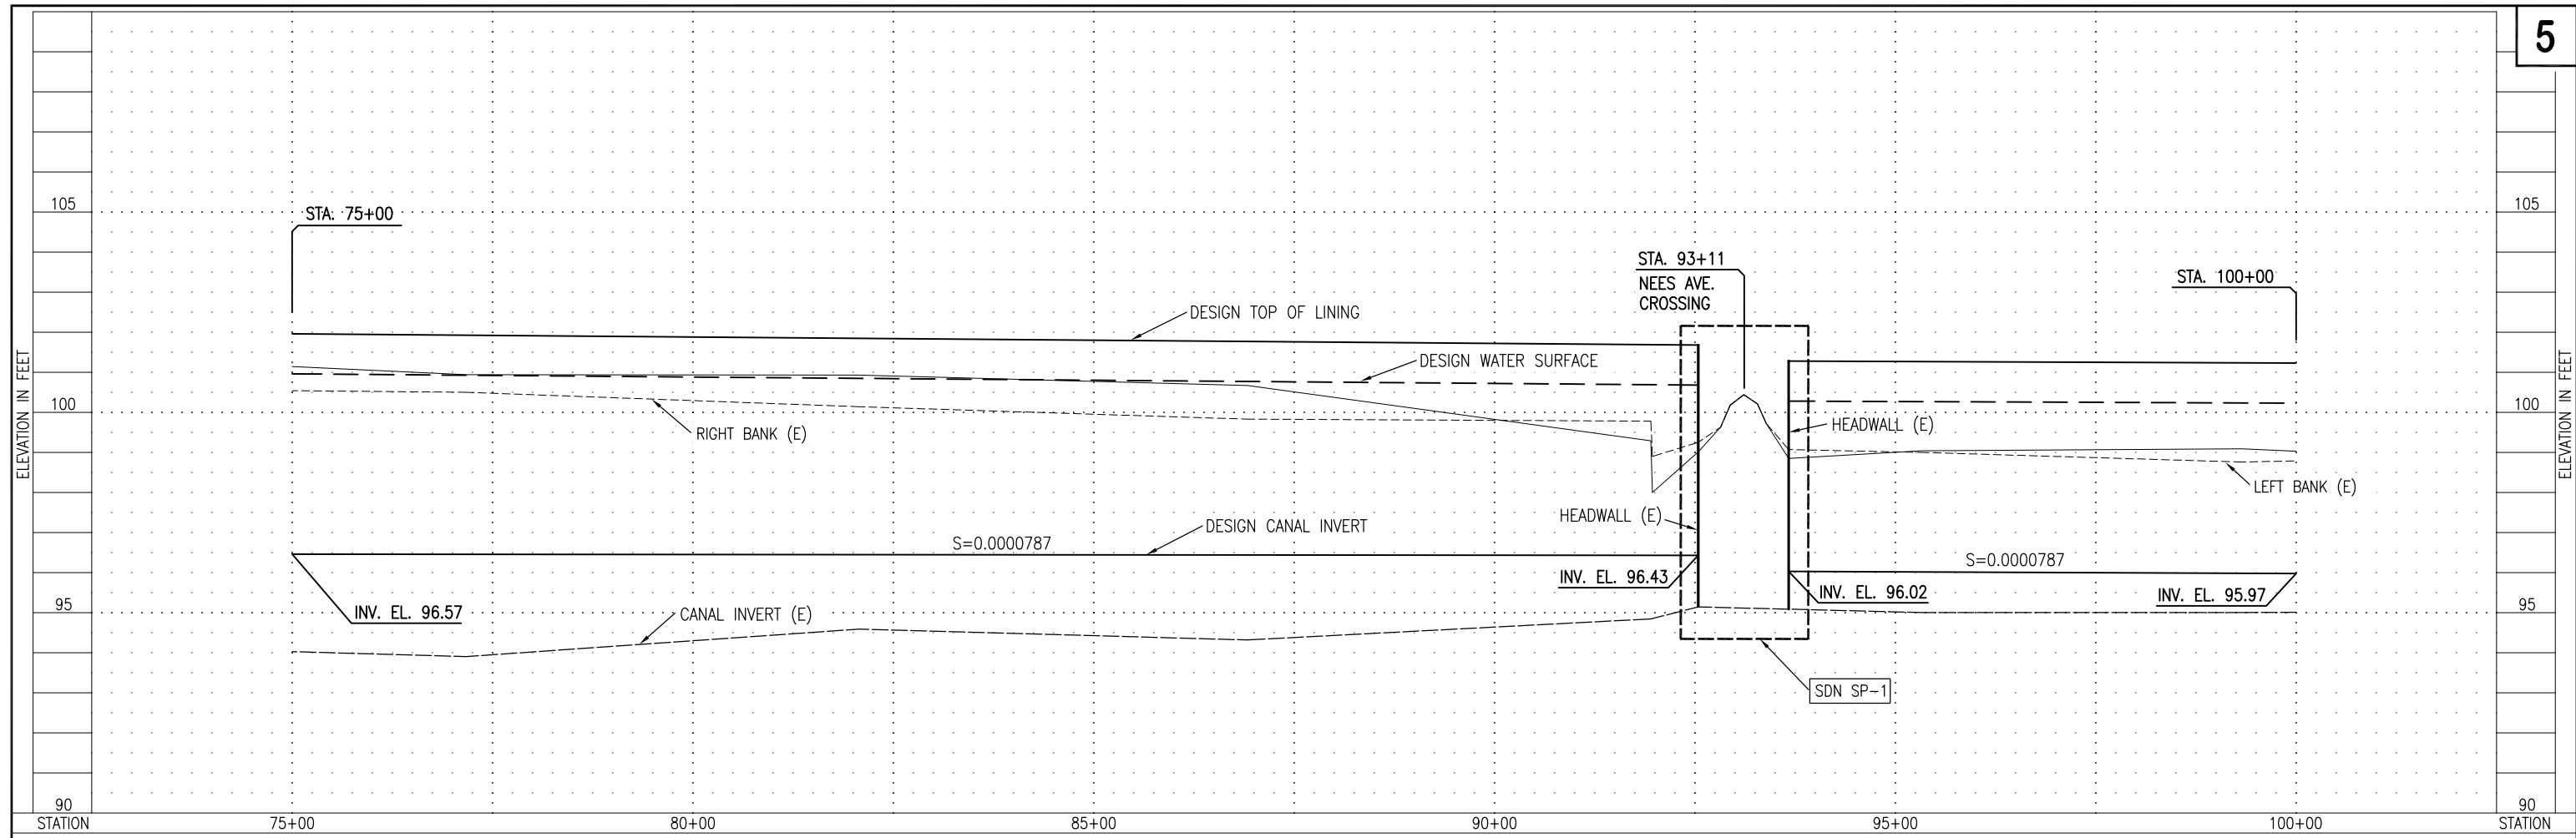 5
105
105
STA. 75+00
STA. 93+11
NEES AVE.
CROSSING
STA. 100+00
DESIGN TOP OF LINING
DESIGN WATER SURFACE
ELEVATION IN FEET
ELEVATION IN FEET
100
100
RIGHT BANK (E)
HEADWALL (E)
LEFT BANK (E)
HEADWALL (E)
DESIGN CANAL INVERT
S=0.0000787
S=0.0000787
INV. EL. 96.43
INV. EL. 96.02
INV. EL. 95.97
95
95
INV. EL. 96.57
CANAL INVERT (E)
SDN SP-1
90
90
STATION
75+00
80+00
85+00
90+00
95+00
100+00
STATION